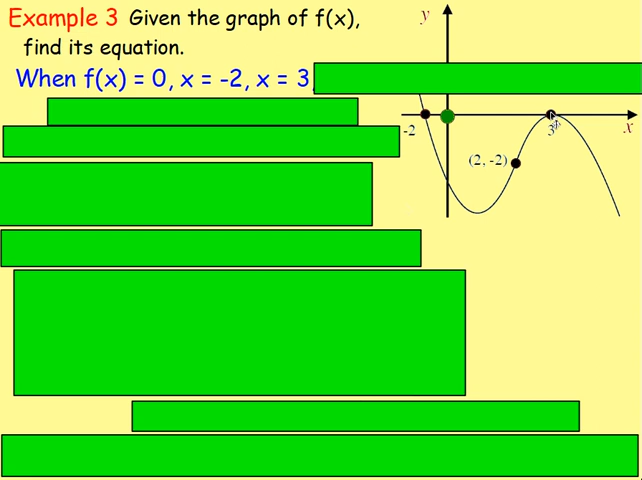 Example 3 Given the graph of f(x),
find its equation.
When f(x) = 0, x = -2, x = 3,
y
-2
3
x
(2, -2)